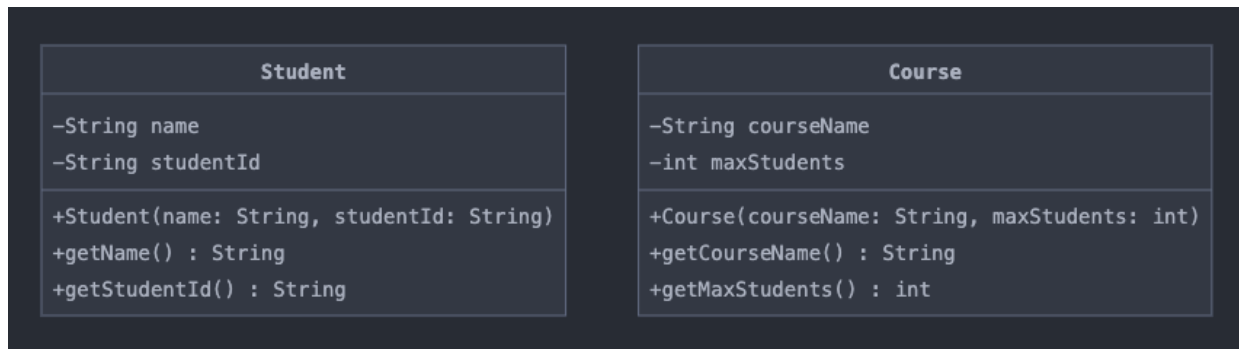 Student
-String name
-String studentId
+Student(name: String, studentId: String)
+getName() : String
+getStudentId() : String
Course
-String courseName
-int maxStudents
+Course(courseName: String, maxStudents: int)
+getCourseName() : String
+getMaxStudents() : int